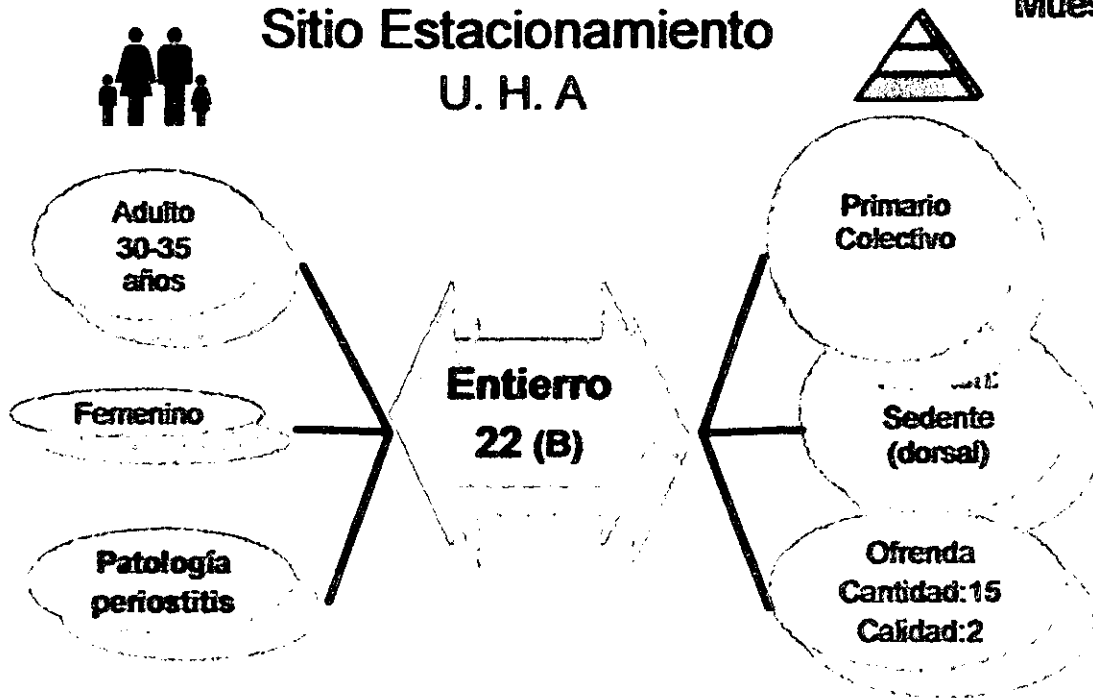 Sitio Estacionamiento
U. H. A
Adulto
30-35
años
Femenino
Patología
periostitis
Entierro
22 (B)
Primario
Colectivo
Sedente
(dorsal)
Ofrenda
Cantidad:15
Calidad:2